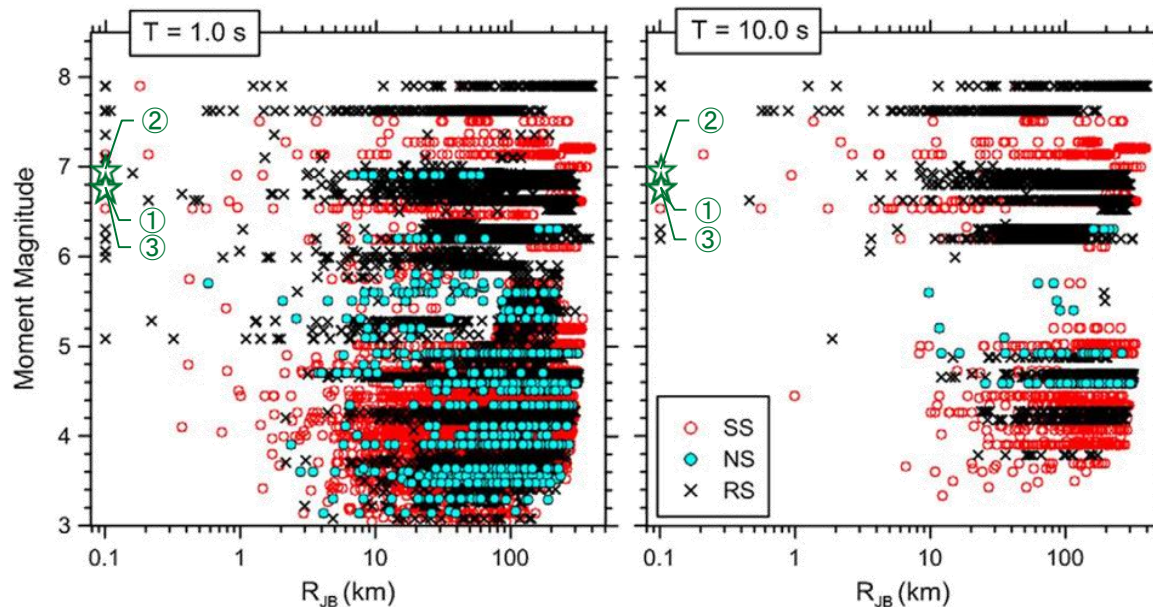 T = 1.0 s
T = 10.0 s
8
7
6
5
4
3
Moment Magnitude
②
①
③
②
①
③
SS
NS
RS
0.1
1
10
100
0.1
1
10
100
R_JB (km)
R_JB (km)